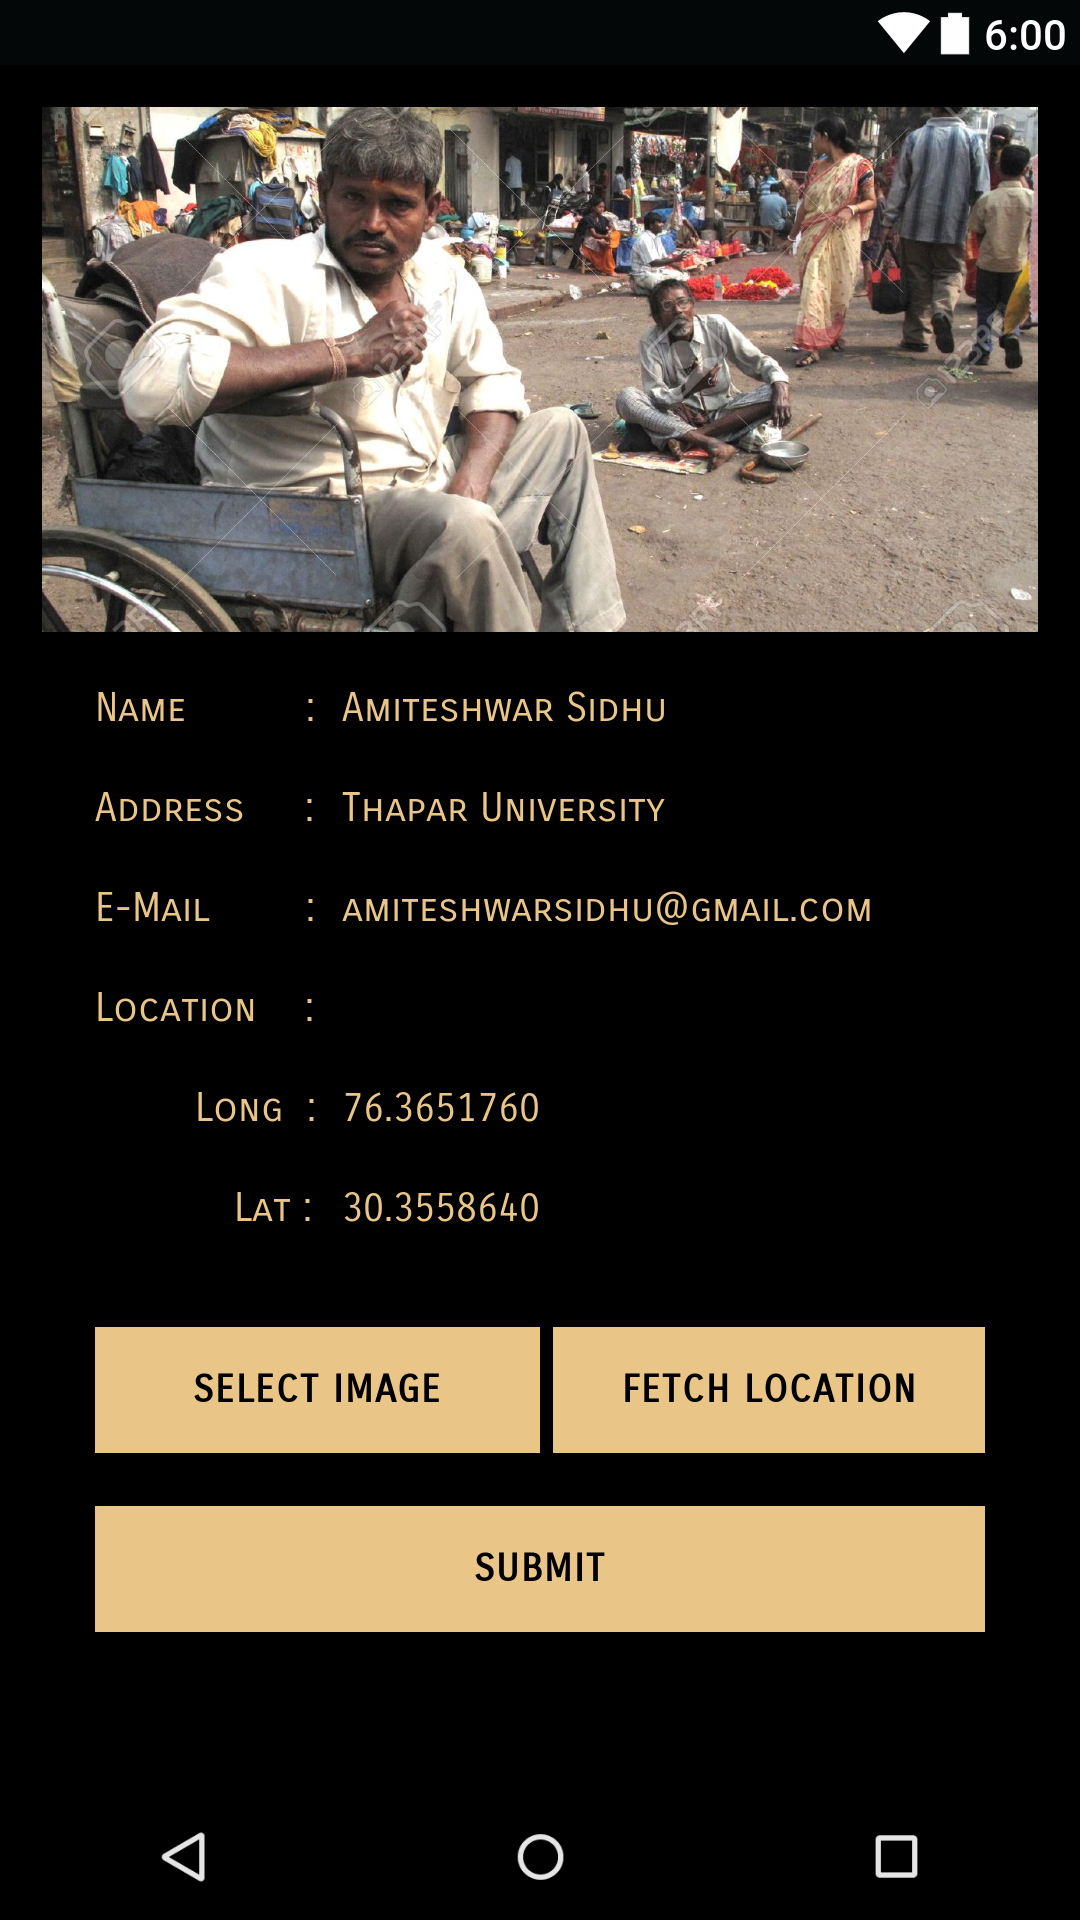 6:00
Name : Amiteshwar Sidhu
Address : Thapar University
E-Mail : amiteshwarsidhu@gmail.com
Location :
Long : 76.3651760
Lat : 30.3558640
SELECT IMAGE FETCH LOCATION
SUBMIT